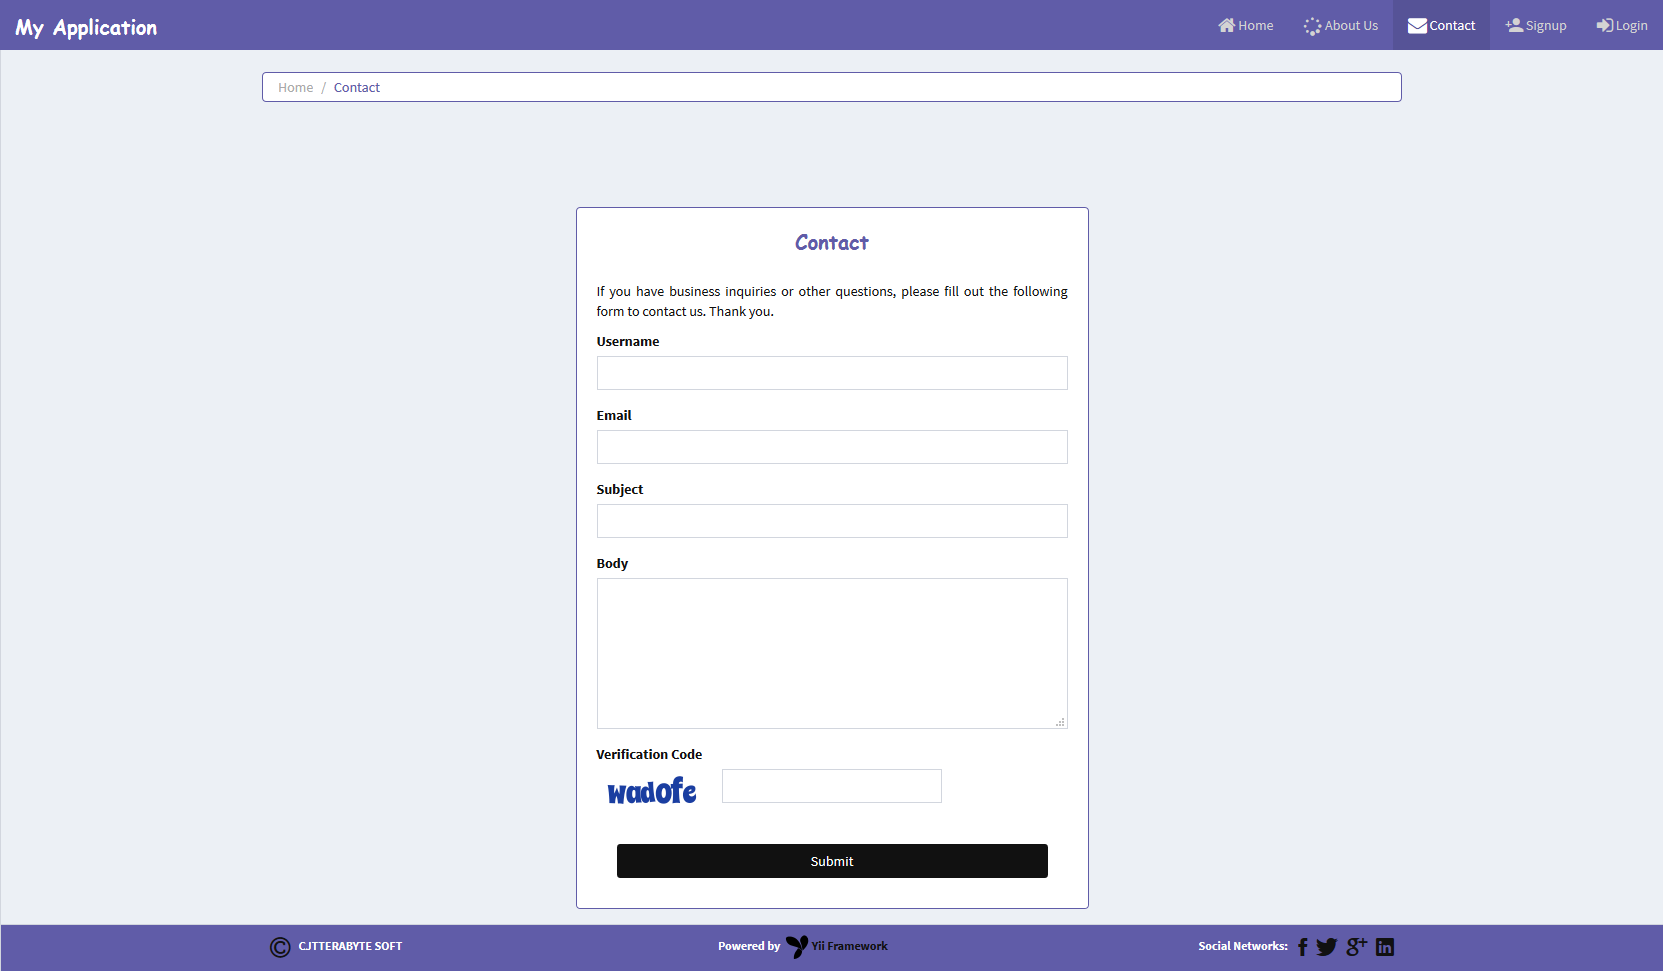 My Application
Home
About Us
Contact
Signup
Login
Home / Contact
Contact
If you have business inquiries or other questions, please fill out the following
form to contact us. Thank you.
Username
Email
Subject
Body
Verification Code
wadofe
Submit
© CJTTERABYTE SOFT
Powered by Yii Framework
Social Networks: